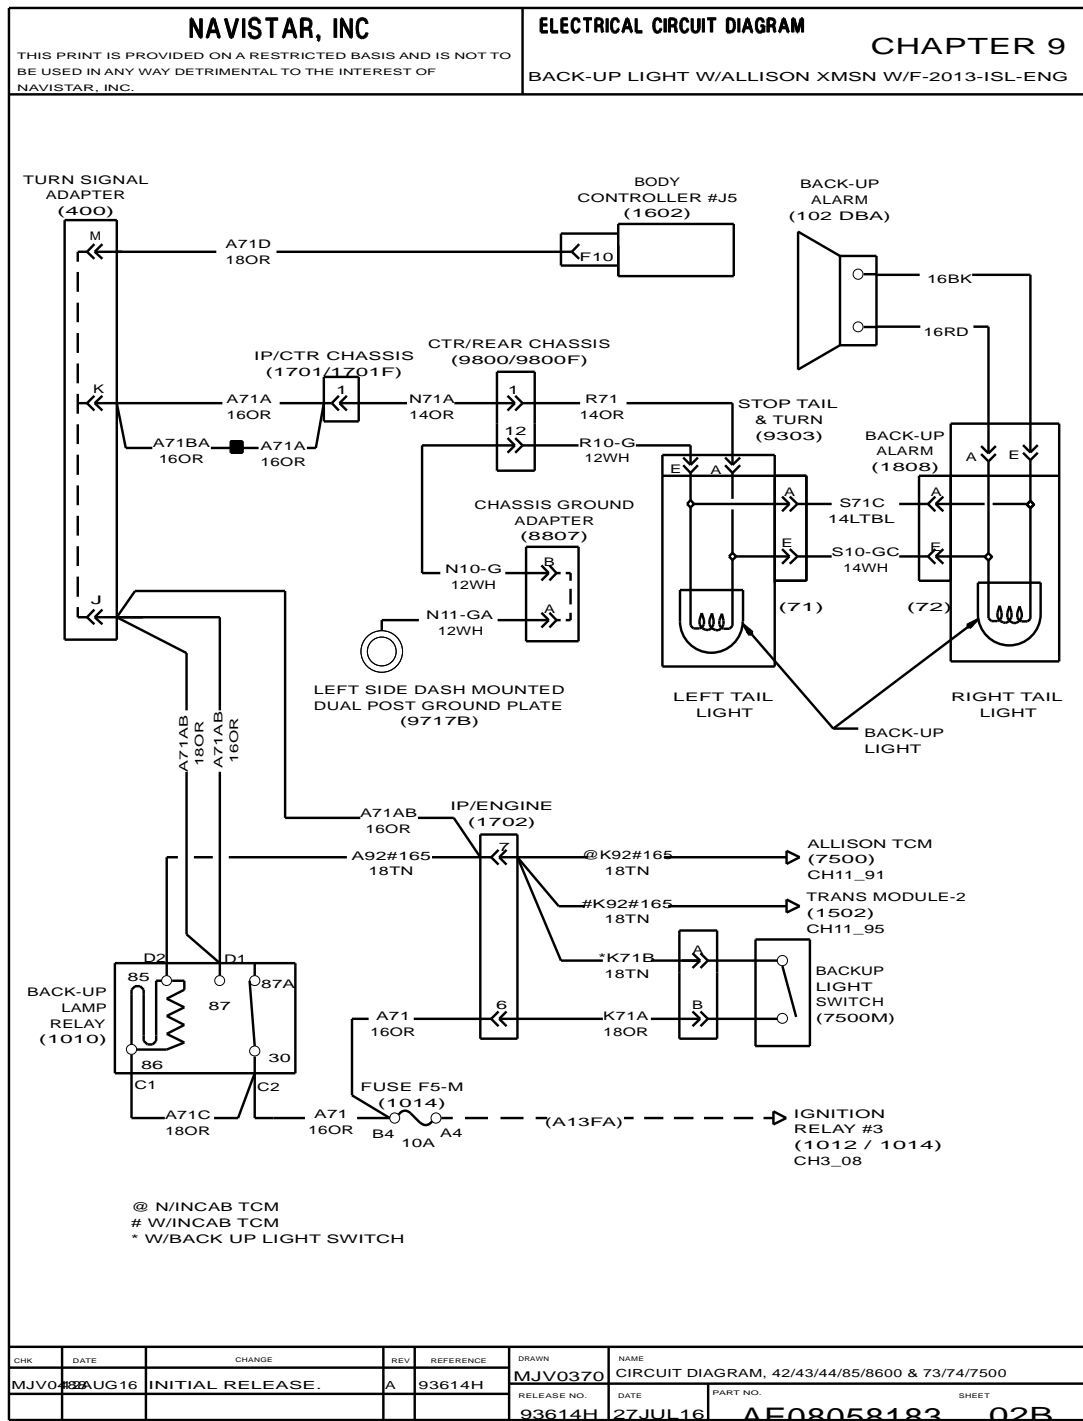 NAVISTAR, INC
THIS PRINT IS PROVIDED ON A RESTRICTED BASIS AND IS NOT TO
BE USED IN ANY WAY DETRIMENTAL TO THE INTEREST OF
NAVISTAR, INC.
ELECTRICAL CIRCUIT DIAGRAM
CHAPTER 9
BACK-UP LIGHT W/ALLISON XMSN W/F-2013-ISL-ENG
TURN SIGNAL
ADAPTER
(400)
M
A71D
18OR
BODY
CONTROLLER #J5
(1602)
F10
BACK-UP
ALARM
(102 DBA)
16BK
16RD
IP/CTR CHASSIS
(1701/1701F)
1
CTR/REAR CHASSIS
(9800/9800F)
1
12
K
A71A
16OR
A71BA
16OR
A71A
16OR
N71A
14OR
R71
14OR
R10-G
12WH
STOP TAIL
& TURN
(9303)
BACK-UP
ALARM
(1808)
A
E
E
A
A
S71C
14LTBL
A
E
S10-GC
14WH
E
(71)
(72)
CHASSIS GROUND
ADAPTER
(8807)
N10-G
12WH
B
N11-GA
12WH
A
LEFT SIDE DASH MOUNTED
DUAL POST GROUND PLATE
(9717B)
LEFT TAIL
LIGHT
RIGHT TAIL
LIGHT
BACK-UP
LIGHT
J
A71AB
18OR
A71AB
16OR
A71AB
16OR
IP/ENGINE
(1702)
A92#165
18TN
7
@K92#165
18TN
ALLISON TCM
(7500)
CH11_91
#K92#165
18TN
TRANS MODULE-2
(1502)
CH11_95
*K71B
18TN
A
BACKUP
LIGHT
SWITCH
(7500M)
A71
16OR
6
K71A
18OR
B
BACK-UP
LAMP
RELAY
(1010)
D2
D1
85
87
87A
86
30
C1
C2
A71C
18OR
A71
16OR
FUSE F5-M
(1014)
B4
10A
A4
(A13FA)
IGNITION
RELAY #3
(1012 / 1014)
CH3_08
@ N/INCAB TCM
# W/INCAB TCM
* W/BACK UP LIGHT SWITCH
CHK DATE CHANGE REV REFERENCE
AUG16 INITIAL RELEASE. A 93614H
DRAWN
MJV0370
NAME
CIRCUIT DIAGRAM, 42/43/44/85/8600 & 73/74/7500
RELEASE NO.
93614H
DATE
27JUL16
PART NO.
AE08058183
SHEET
02B